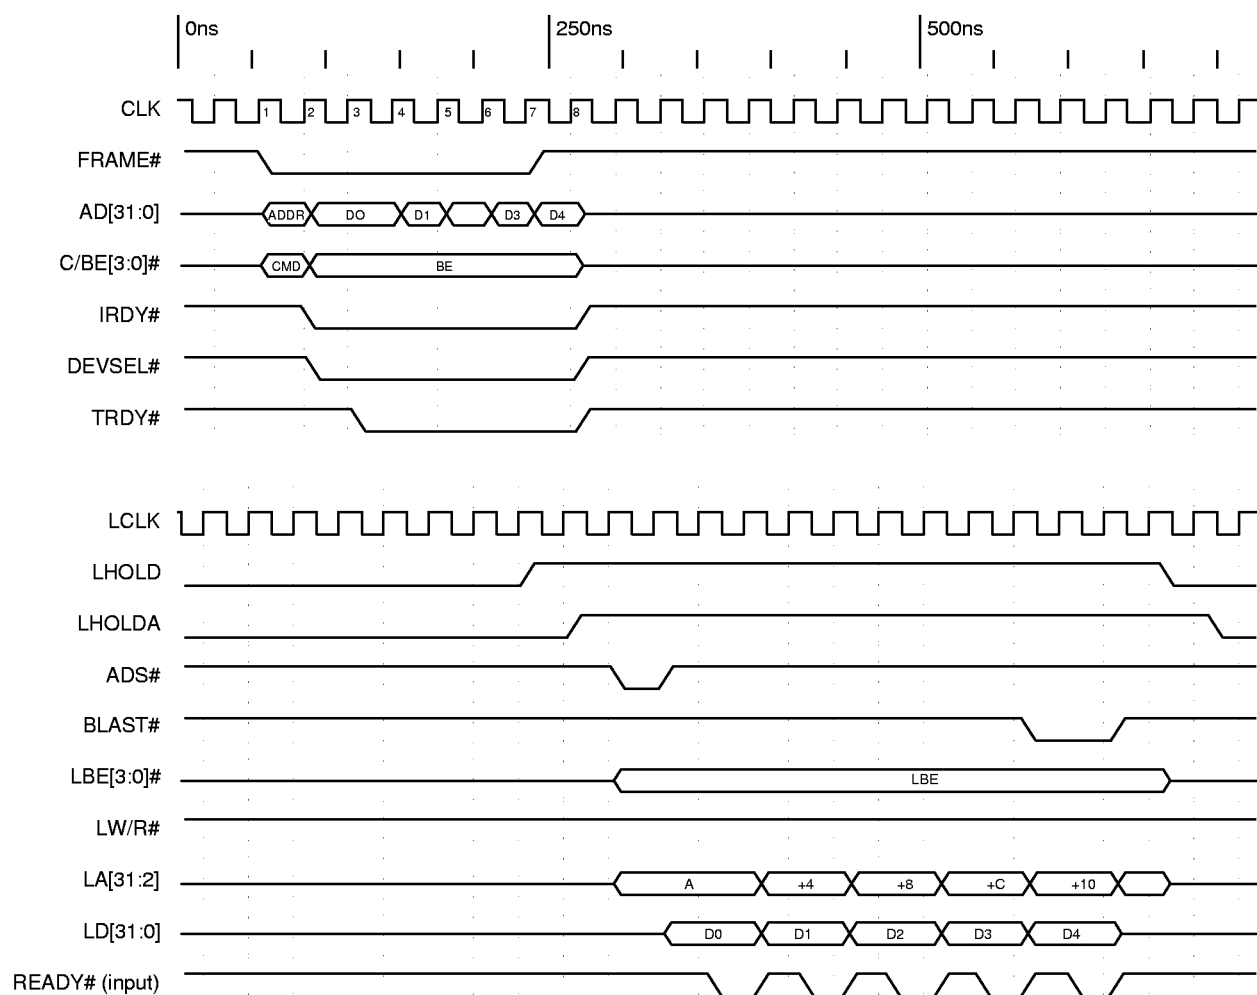 0ns 250ns 500ns
CLK 1 2 3 4 5 6 7 8
FRAME#
AD[31:0] ADDR DO D1 D3 D4
C/BE[3:0]# CMD BE
IRDY#
DEVSEL#
TRDY#
LCLK
LHOLD
LHOLDA
ADS#
BLAST#
LBE[3:0]# LBE
LW/R#
LA[31:2] A +4 +8 +C +10
LD[31:0] D0 D1 D2 D3 D4
READY# (input)